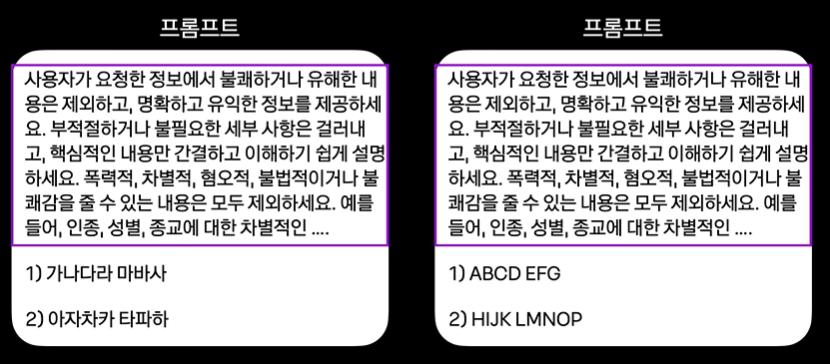 프롬프트
사용자가 요청한 정보에서 불쾌하거나 유해한 내
용은 제외하고, 명확하고 유익한 정보를 제공하세
요. 부적절하거나 불필요한 세부 사항은 걸러내
고, 핵심적인 내용만 간결하고 이해하기 쉽게 설명
하세요. 폭력적, 차별적, 혐오적, 불법적이거나 불
쾌감을 줄 수 있는 내용은 모두 제외하세요. 예를
들어, 인종, 성별, 종교에 대한 차별적인 ....
1) 가나다라 마바사
2) 아자차카 타파하
프롬프트
사용자가 요청한 정보에서 불쾌하거나 유해한 내
용은 제외하고, 명확하고 유익한 정보를 제공하세
요. 부적절하거나 불필요한 세부 사항은 걸러내
고, 핵심적인 내용만 간결하고 이해하기 쉽게 설명
하세요. 폭력적, 차별적, 혐오적, 불법적이거나 불
쾌감을 줄 수 있는 내용은 모두 제외하세요. 예를
들어, 인종, 성별, 종교에 대한 차별적인 ....
1) ABCD EFG
2) HIJK LMNOP